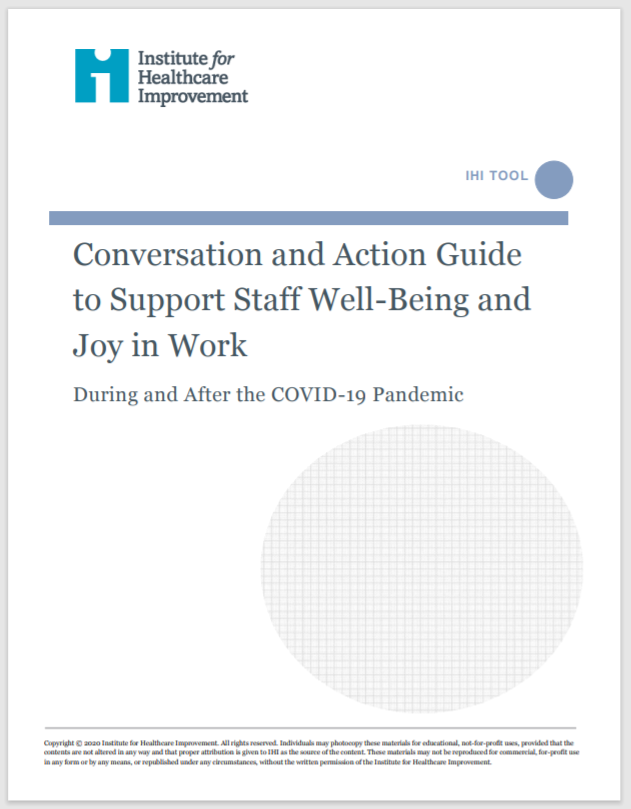 Institute for
Healthcare
Improvement
IHI TOOL
Conversation and Action Guide
to Support Staff Well-Being and
Joy in Work
During and After the COVID-19 Pandemic
Copyright © 2020 Institute for Healthcare Improvement. All rights reserved. Individuals may photocopy these materials for educational, not-for-profit uses, provided that the
contents are not altered in any way and that proper attribution is given to IHI as the source of the content. These materials may not be reproduced for commercial, for-profit use
in any form or by any means, or republished under any circumstances, without the written permission of the Institute for Healthcare Improvement.